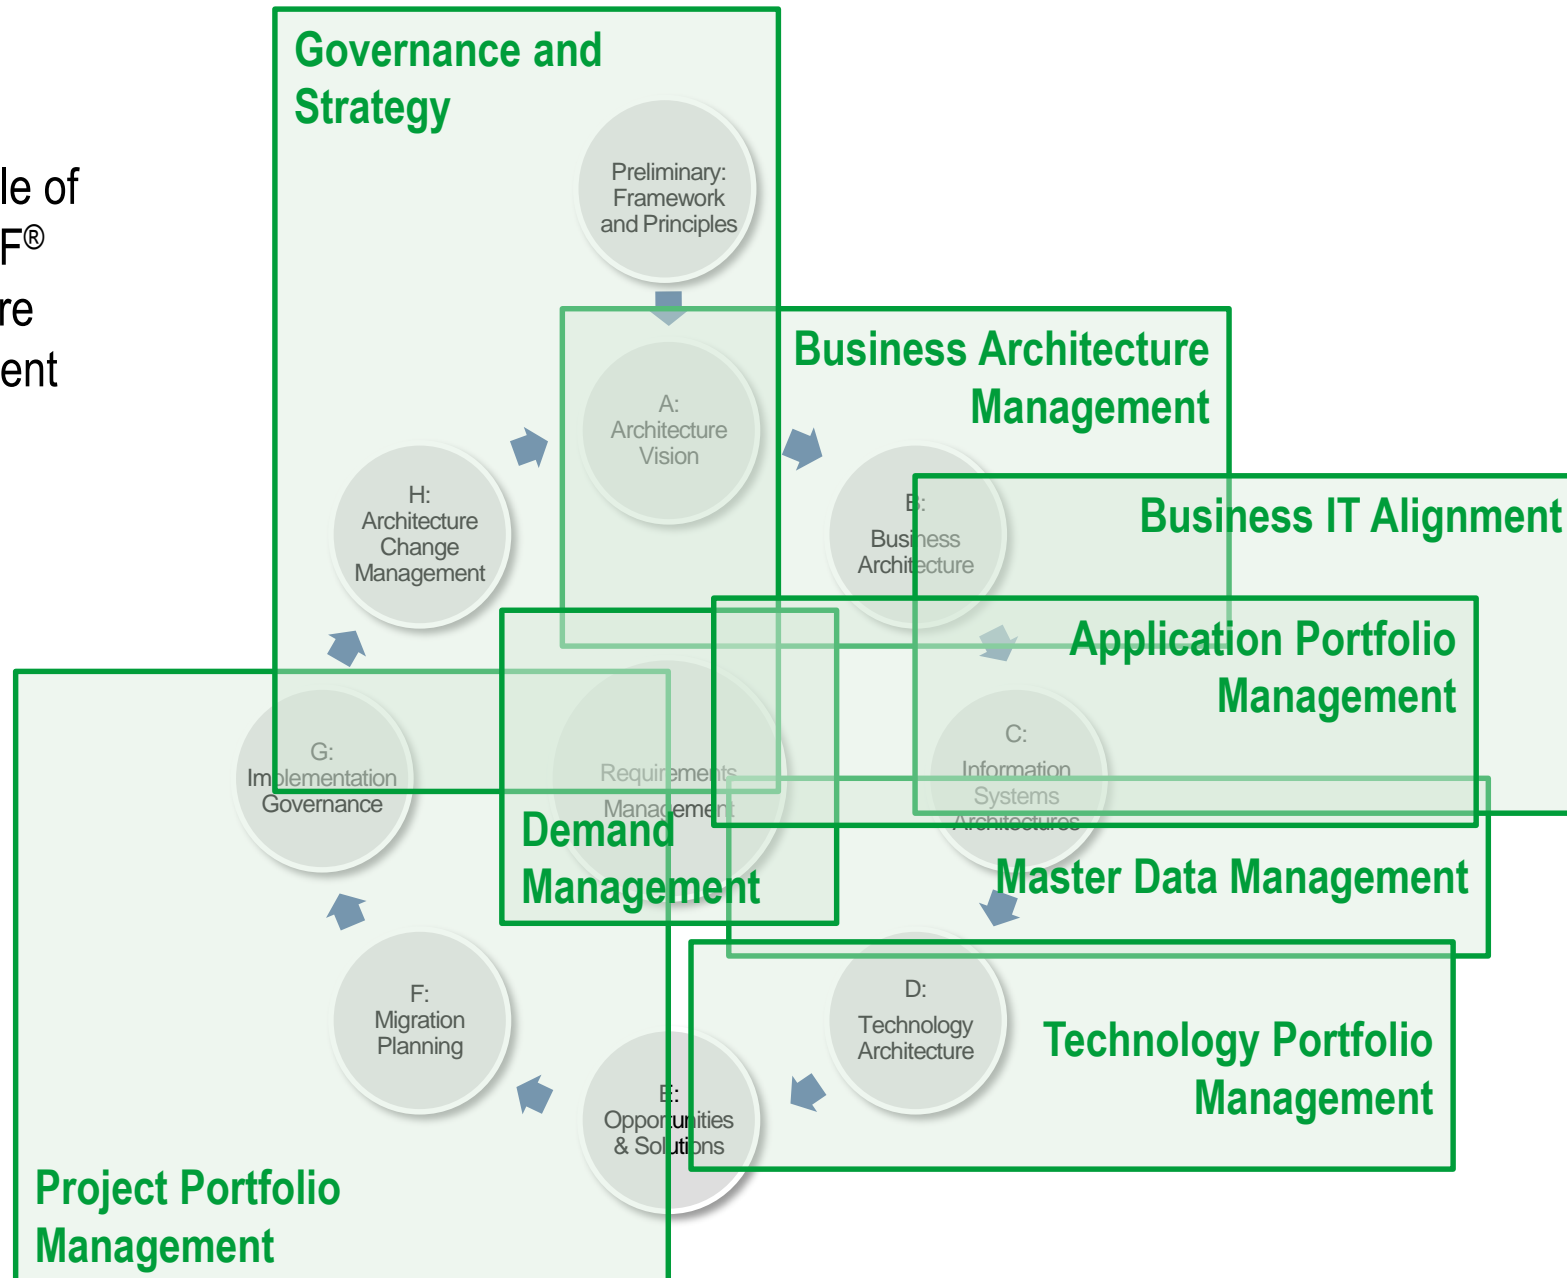 Governance and
Strategy
le of
F®
re
ent
Preliminary:
Framework
and Principles
Business Architecture
Management
A:
Architecture
Vision
H:
Architecture
Change
Management
B:
Business
Architecture
Business IT Alignment
Application Portfolio
Management
G:
Implementation
Governance
Requirements
Management
C:
Information
Systems
Architectures
Demand
Management
Master Data Management
F:
Migration
Planning
D:
Technology
Architecture
Technology Portfolio
Management
E:
Opportunities
& Solutions
Project Portfolio
Management